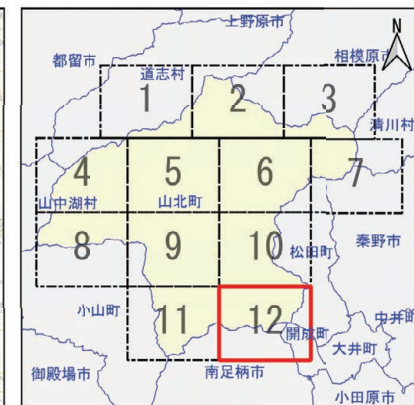 上野原市
N
都留市
相模原市
道志村
1
2
3
清川村
4
5
6
7
山中湖村
山北町
秦野市
8
9
10
松田町
小山町
中井町
11
12
開成町
大井町
御殿場市
南足柄市
小田原市